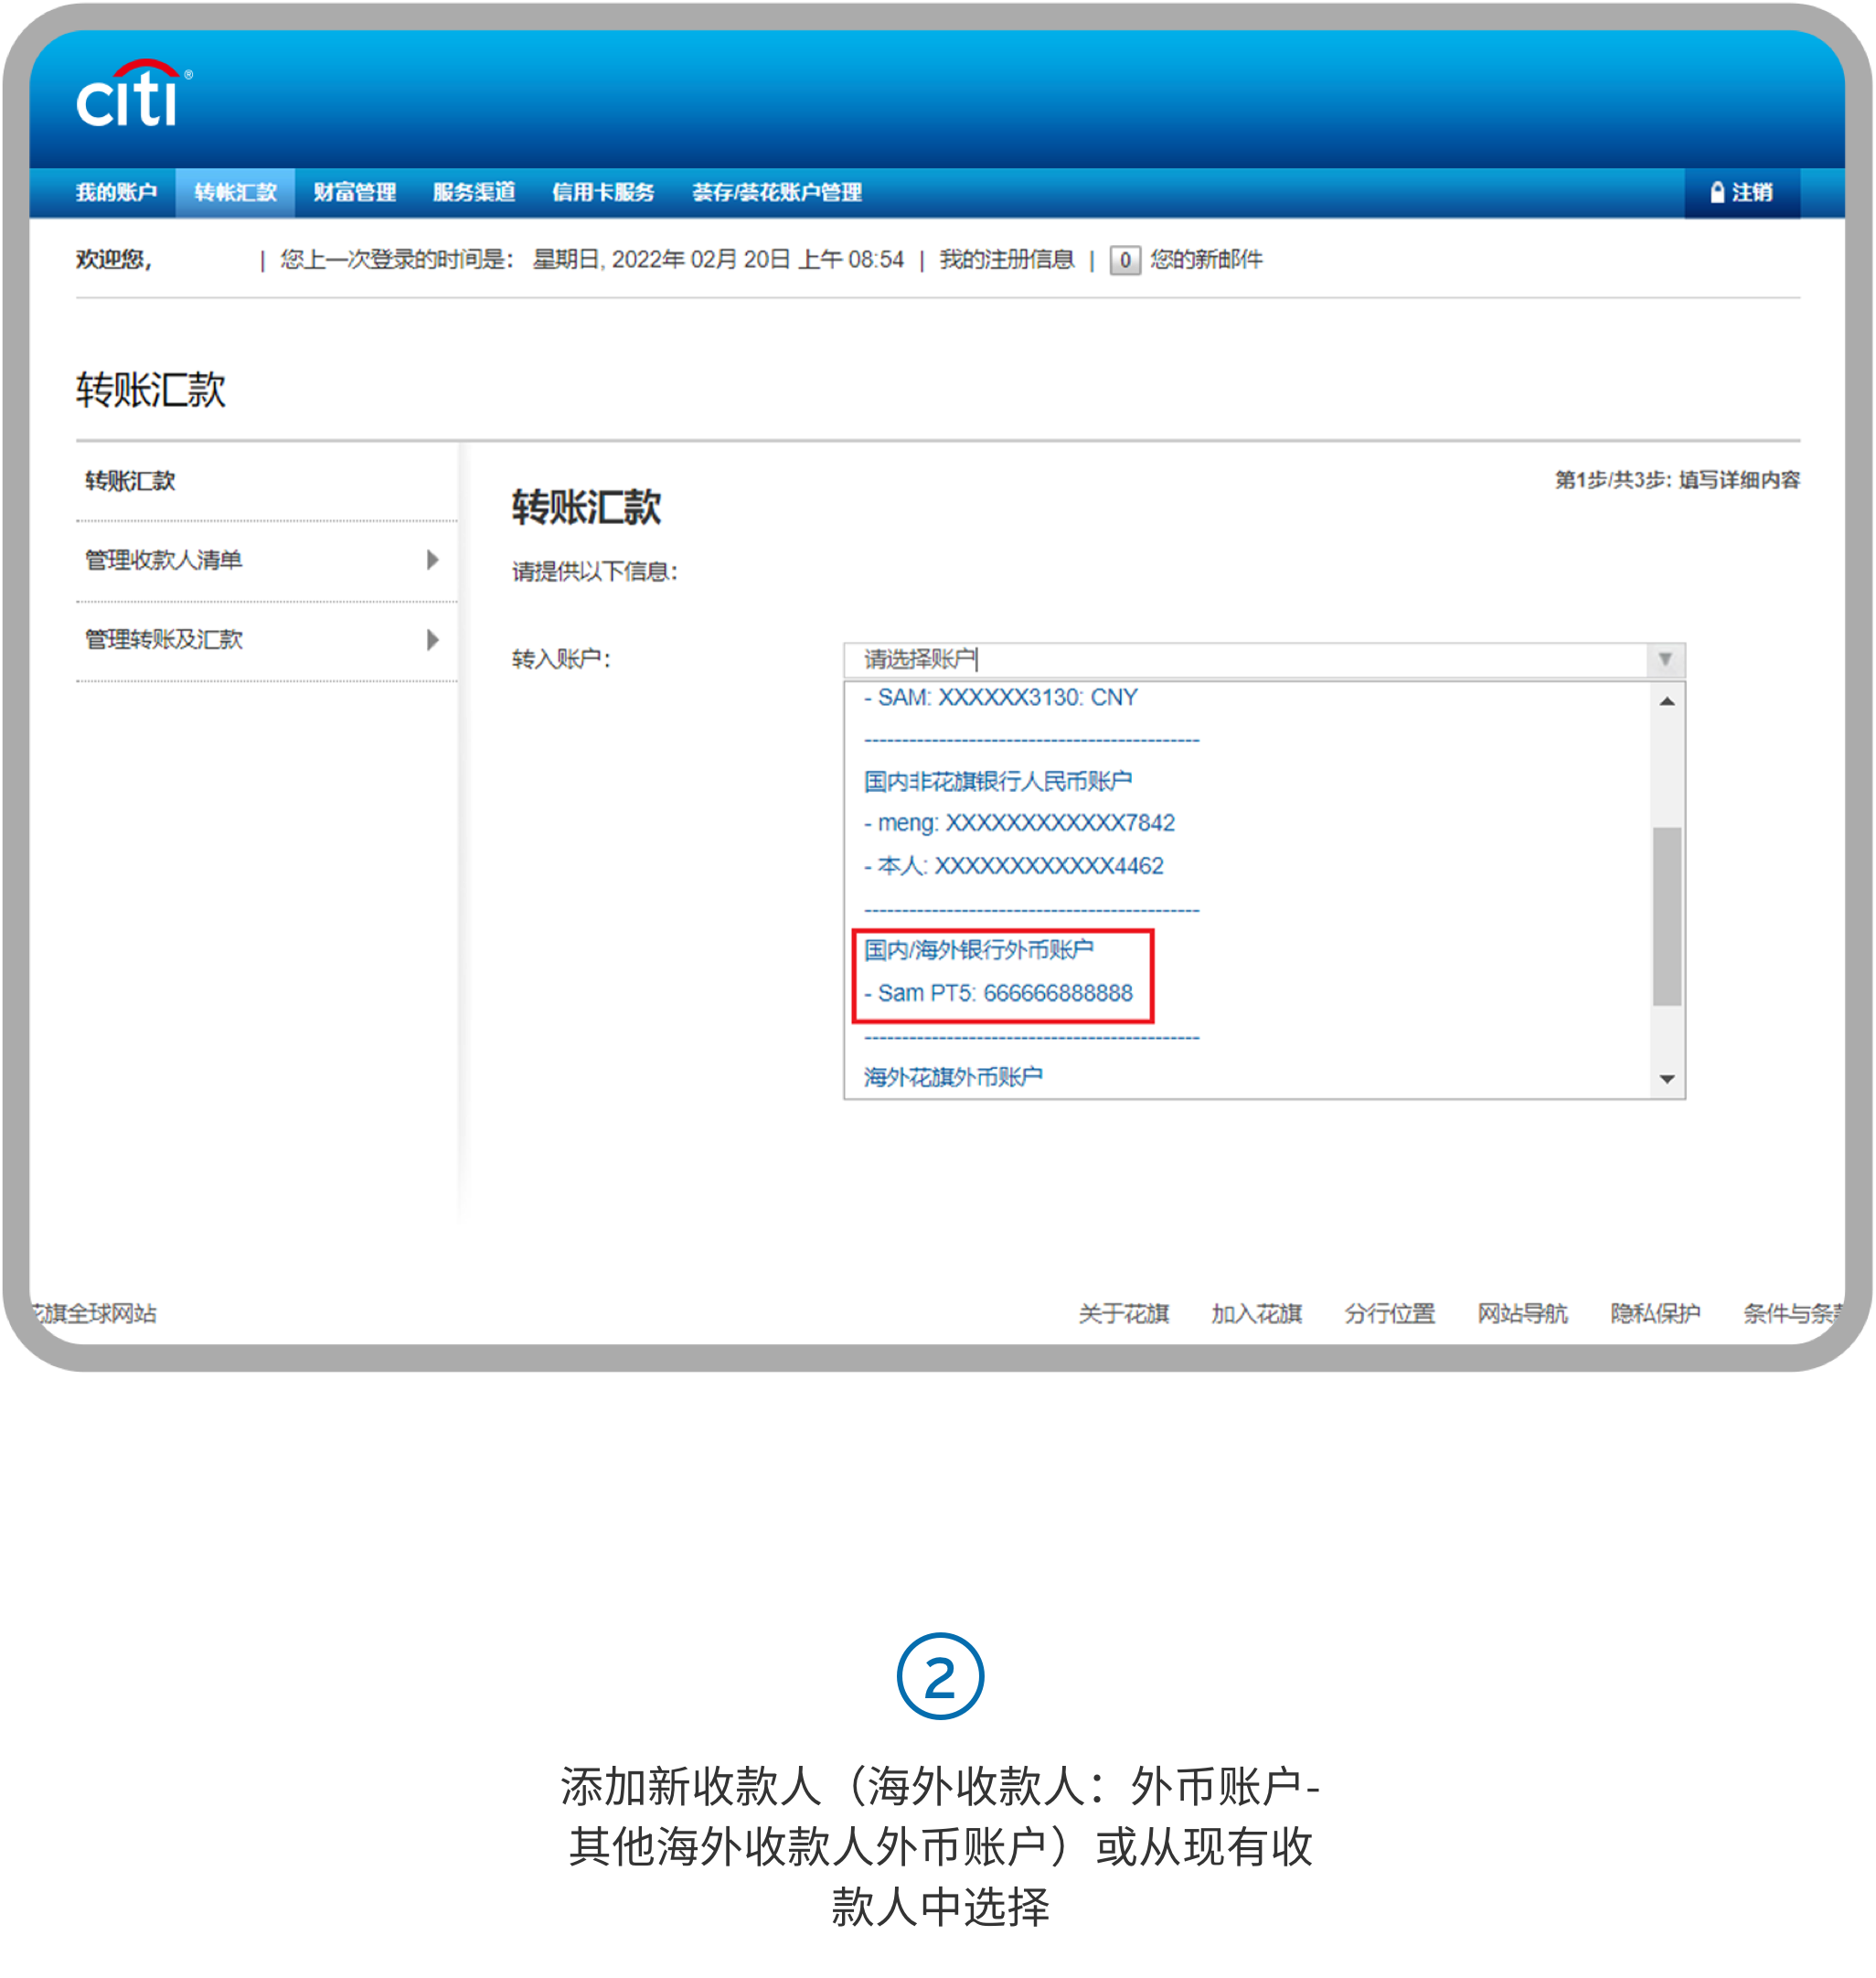 citi®
我的账户 转帐汇款 财富管理 服务渠道 信用卡服务 荟存/荟花账户管理 注销
欢迎您, | 您上一次登录的时间是： 星期日, 2022年 02月 20日 上午 08:54 | 我的注册信息 | 0 您的新邮件
转账汇款
转账汇款
管理收款人清单
管理转账及汇款
第1步/共3步: 填写详细内容
转账汇款
请提供以下信息：
转入账户：
请选择账户
- SAM: XXXXXX3130: CNY
---------------------------------------------
国内非花旗银行人民币账户
- meng: XXXXXXXXXXXX7842
- 本人: XXXXXXXXXXXX4462
---------------------------------------------
国内/海外银行外币账户
- Sam PT5: 666666888888
---------------------------------------------
海外花旗外币账户
花旗全球网站 关于花旗 加入花旗 分行位置 网站导航 隐私保护 条件与条款
2
添加新收款人（海外收款人：外币账户-
其他海外收款人外币账户）或从现有收
款人中选择